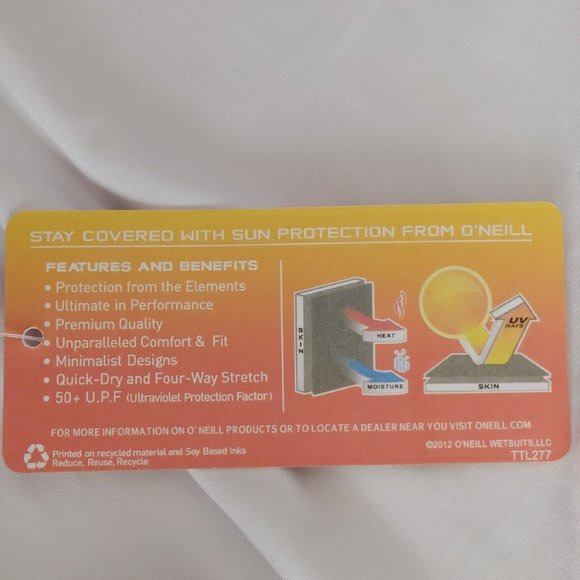 STAY COVERED WITH SUN PROTECTION FROM O'NEILL
FEATURES AND BENEFITS
• Protection from the Elements
• Ultimate in Performance
• Premium Quality
• Unparalleled Comfort & Fit
• Minimalist Designs
• Quick-Dry and Four-Way Stretch
• 50+ U.P.F (Ultraviolet Protection Factor)
SKIN
HEAT
MOISTURE
UV
RAYS
SKIN
FOR MORE INFORMATION ON O' NEILL PRODUCTS OR TO LOCATE A DEALER NEAR YOU VISIT ONEILL.COM
Printed on recycled material and Soy Based Inks
Reduce, Reuse, Recycle
©2012 O'NEILL WETSUITS,LLC
TTL277